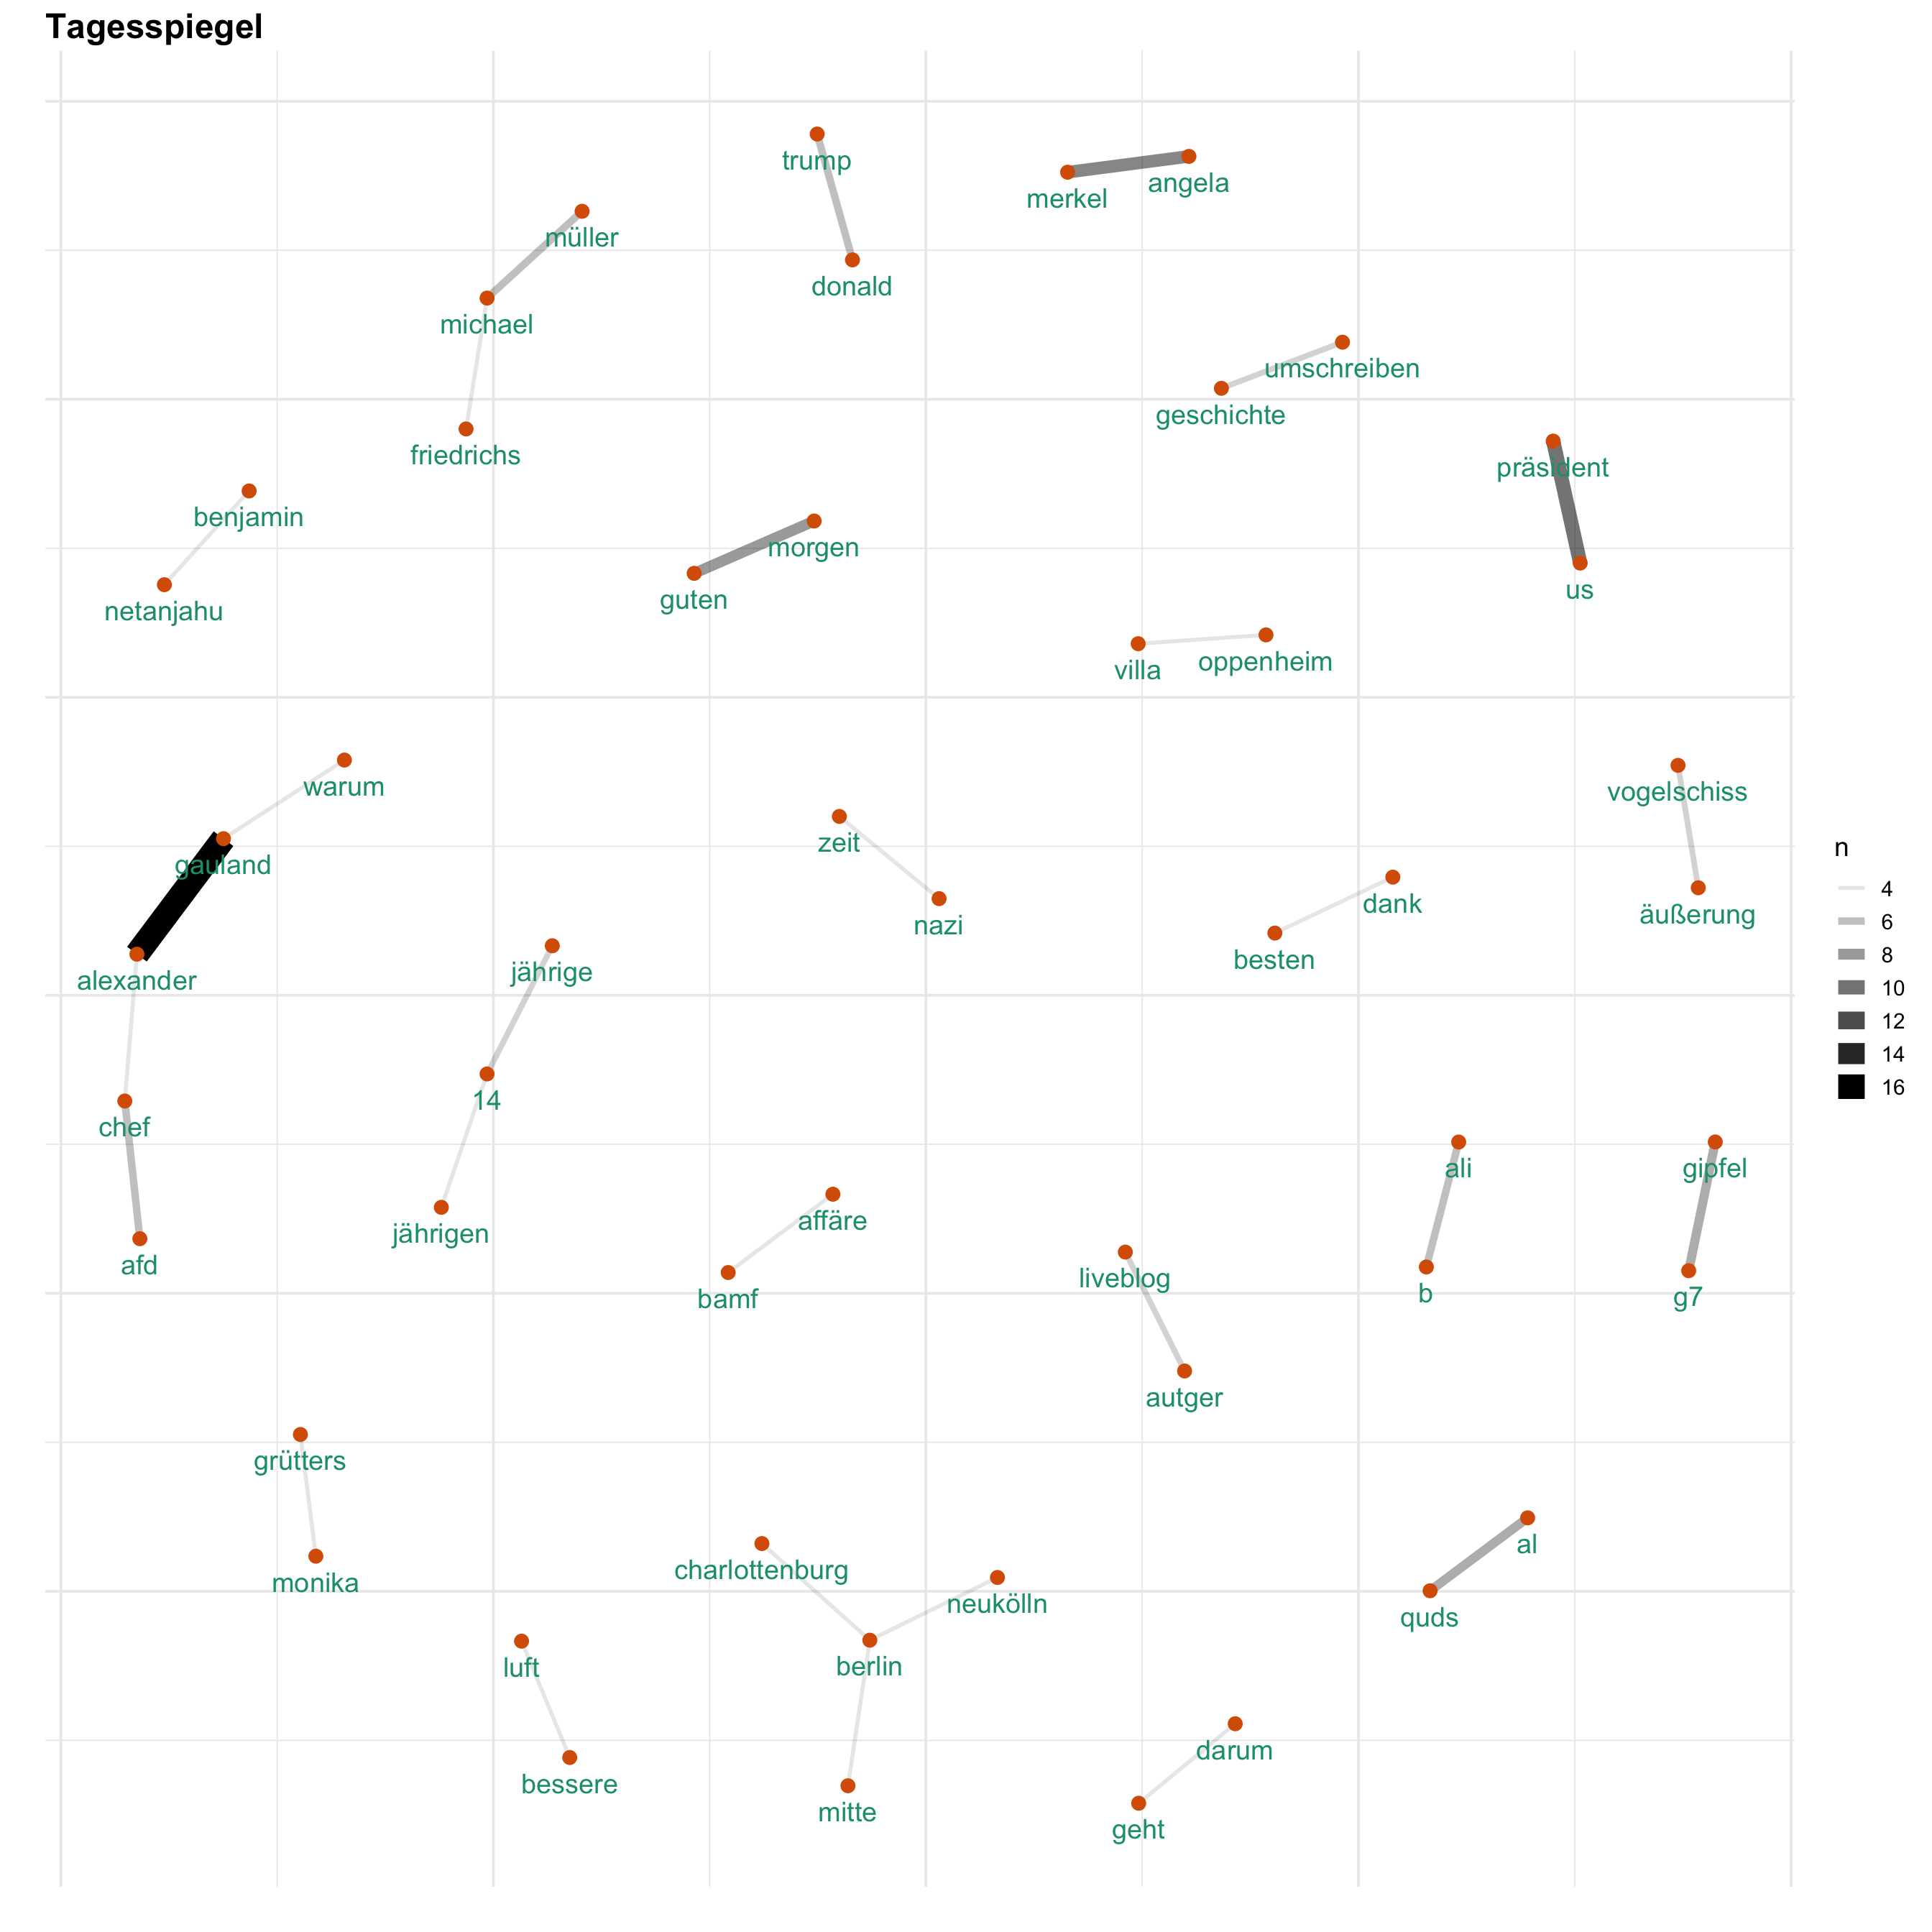 Tagesspiegel
trump
angela
merkel
müller
donald
michael
umschreiben
geschichte
friedrichs
präsident
benjamin
morgen
us
guten
netanjahu
oppenheim
villa
warum
vogelschiss
zeit
gauland
dank
äußerung
nazi
besten
jährige
alexander
14
chef
ali
gipfel
affäre
jährigen
afd
liveblog
b
g7
bamf
autger
grütters
al
charlottenburg
monika
neukölln
quds
luft
berlin
darum
bessere
mitte
geht
n
4
6
8
10
12
14
16